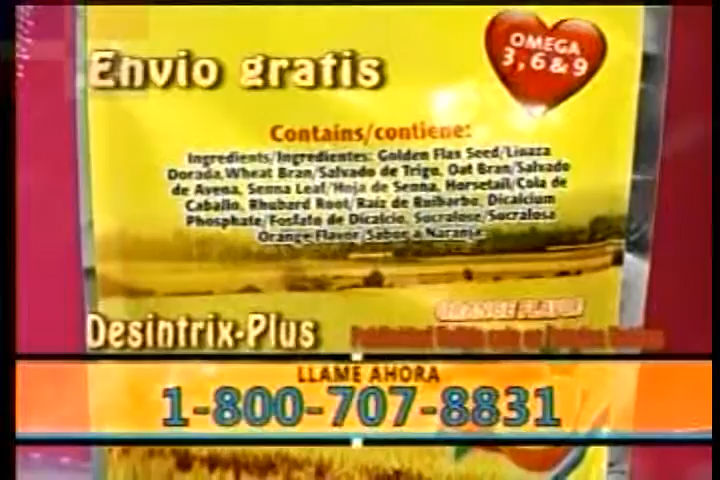 Envio gratis
OMEGA
3, 6 & 9
Contains/contiene:
Ingredients/Ingredientes: Golden Flax Seed/Linaza
Dorada, Wheat Bran/Salvado de Trigo, Oat Bran/Salvado
de Avena, Senna Leaf/Hoja de Senna, Horsetail/Cola de
Caballo, Rhubard Root/Raiz de Ruibarbo, Dicalcium
Phosphate/Fosfato de Dicalcio, Sucralose/Sucralosa
Orange Flavor/Sabor a Naranja
ORANGE FLAVOR
Desintrix-Plus
LLAME AHORA
1-800-707-8831